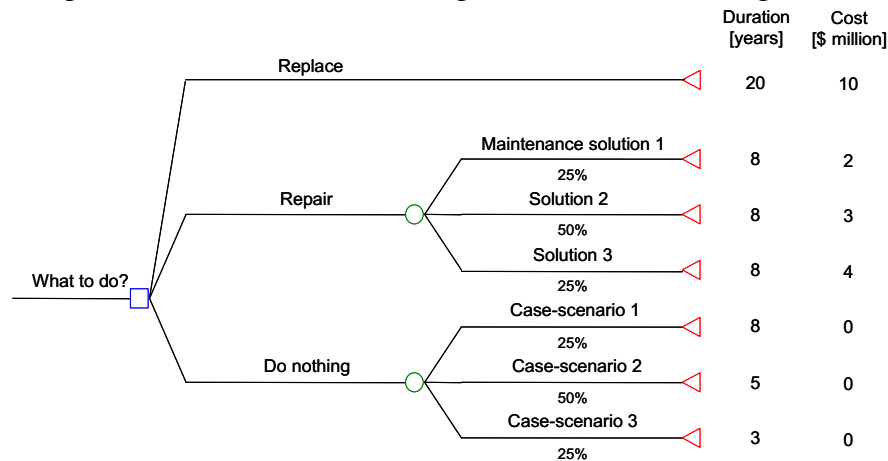 Duration Cost
[years] [$ million]
Replace
20 10
Maintenance solution 1
25%
8 2
Repair
Solution 2
50%
8 3
Solution 3
25%
8 4
What to do?
Case-scenario 1
25%
8 0
Do nothing
Case-scenario 2
50%
5 0
Case-scenario 3
25%
3 0